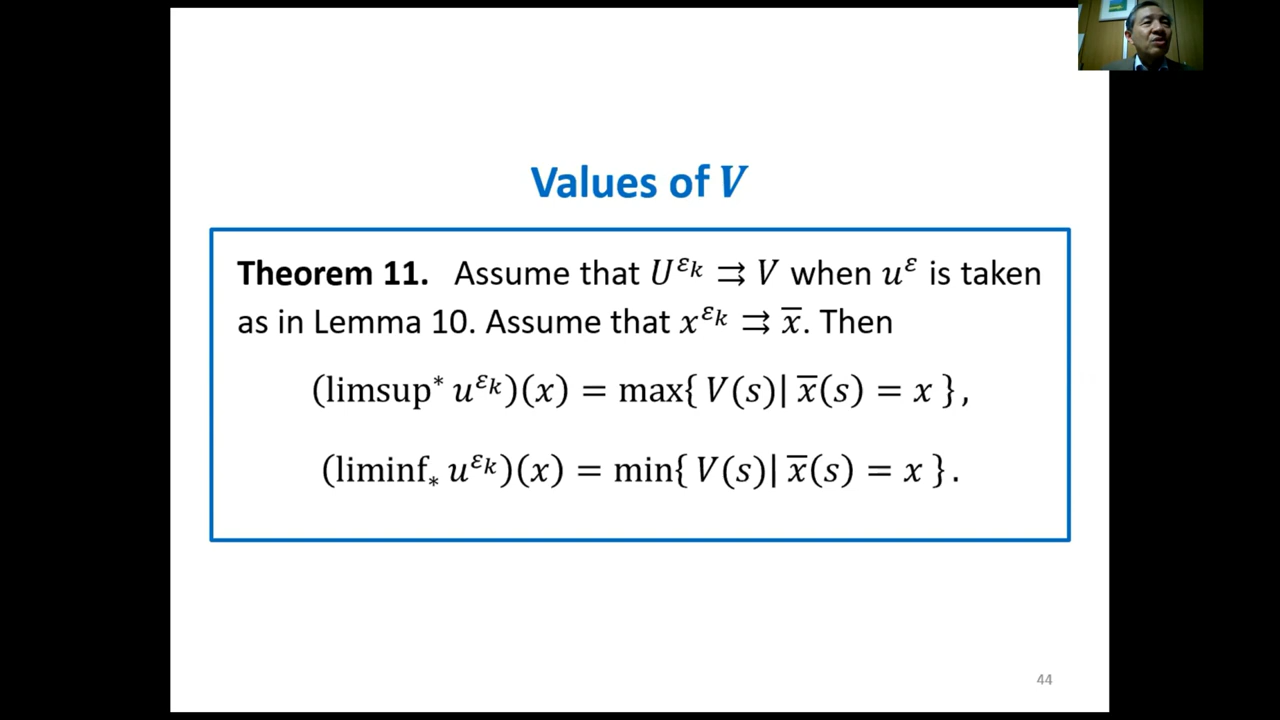 Values of V
Theorem 11. Assume that U^{ε_k} ⇉ V when u^ε is taken
as in Lemma 10. Assume that x^{ε_k} ⇉ x̅. Then
(limsup^* u^{ε_k})(x) = max{ V(s)| x̅(s) = x },
(liminf_* u^{ε_k})(x) = min{ V(s)| x̅(s) = x }.
44